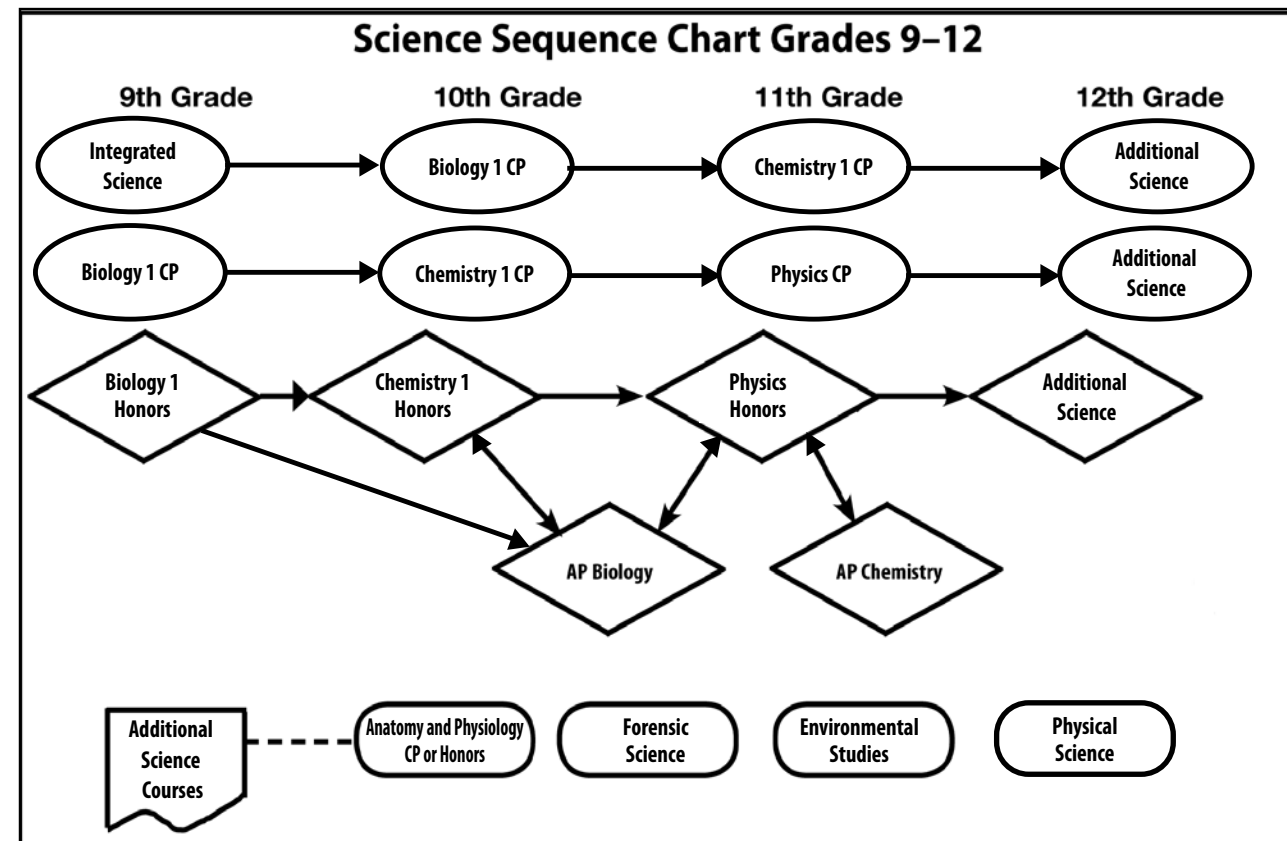 Science Sequence Chart Grades 9–12
9th Grade
10th Grade
11th Grade
12th Grade
Integrated
Science
Biology 1 CP
Chemistry 1 CP
Additional
Science
Biology 1 CP
Chemistry 1 CP
Physics CP
Additional
Science
Biology 1
Honors
Chemistry 1
Honors
Physics
Honors
Additional
Science
AP Biology
AP Chemistry
Additional
Science
Courses
Anatomy and Physiology
CP or Honors
Forensic
Science
Environmental
Studies
Physical
Science